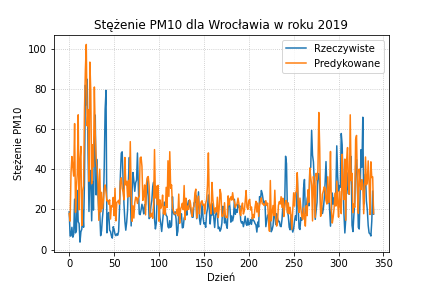 Stężenie PM10 dla Wrocławia w roku 2019
Rzeczywiste
Predykowane
Stężenie PM10
100
80
60
40
20
0
0 50 100 150 200 250 300 350
Dzień